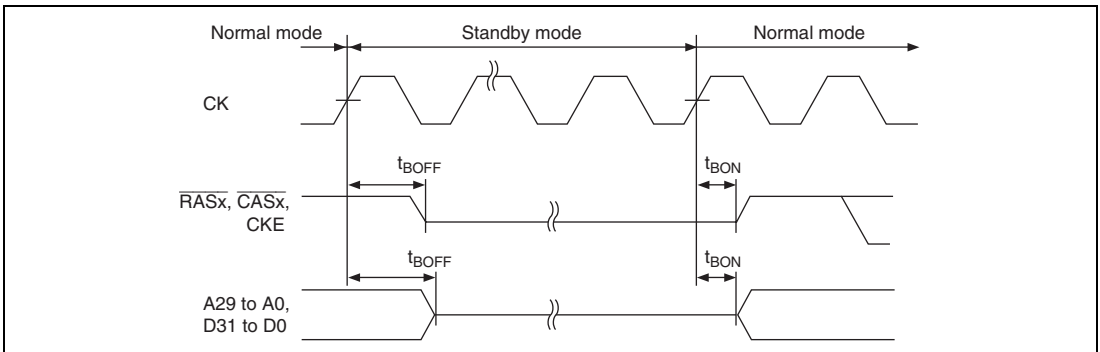 Normal mode Standby mode Normal mode
CK
tBOFF tBON
RASx, CASx,
CKE
tBOFF tBON
A29 to A0,
D31 to D0